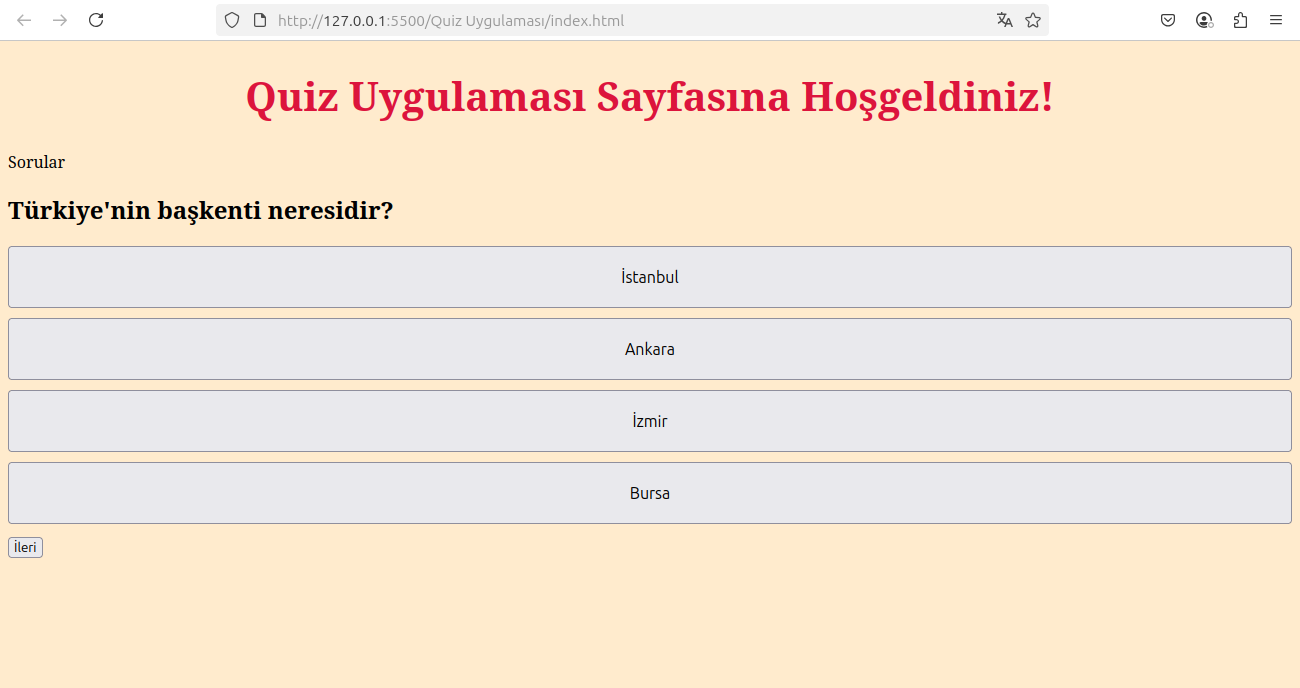 http://127.0.0.1:5500/Quiz Uygulaması/index.html
Quiz Uygulaması Sayfasına Hoşgeldiniz!
Sorular
Türkiye'nin başkenti neresidir?
İstanbul
Ankara
İzmir
Bursa
İleri